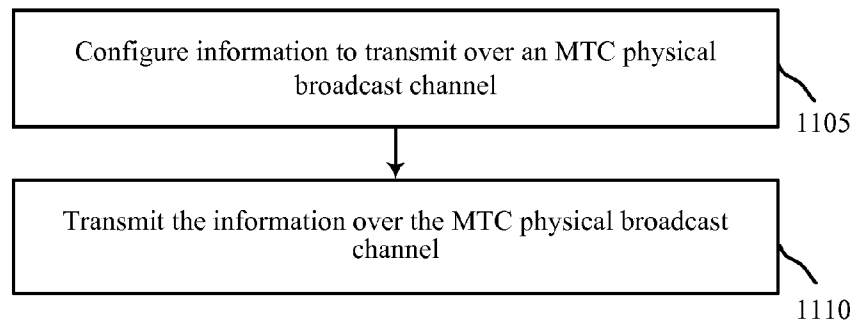 Configure information to transmit over an MTC physical
broadcast channel
1105
Transmit the information over the MTC physical broadcast
channel
1110